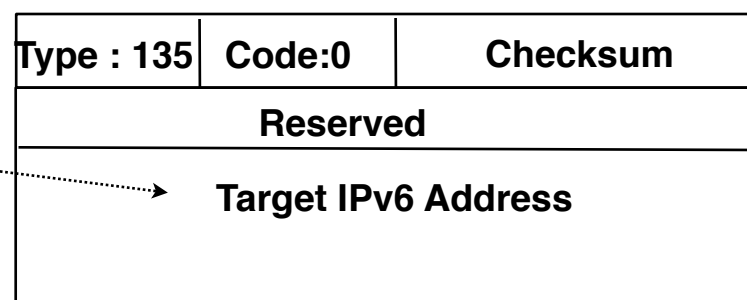 Type : 135 Code:0 Checksum
Reserved
Target IPv6 Address